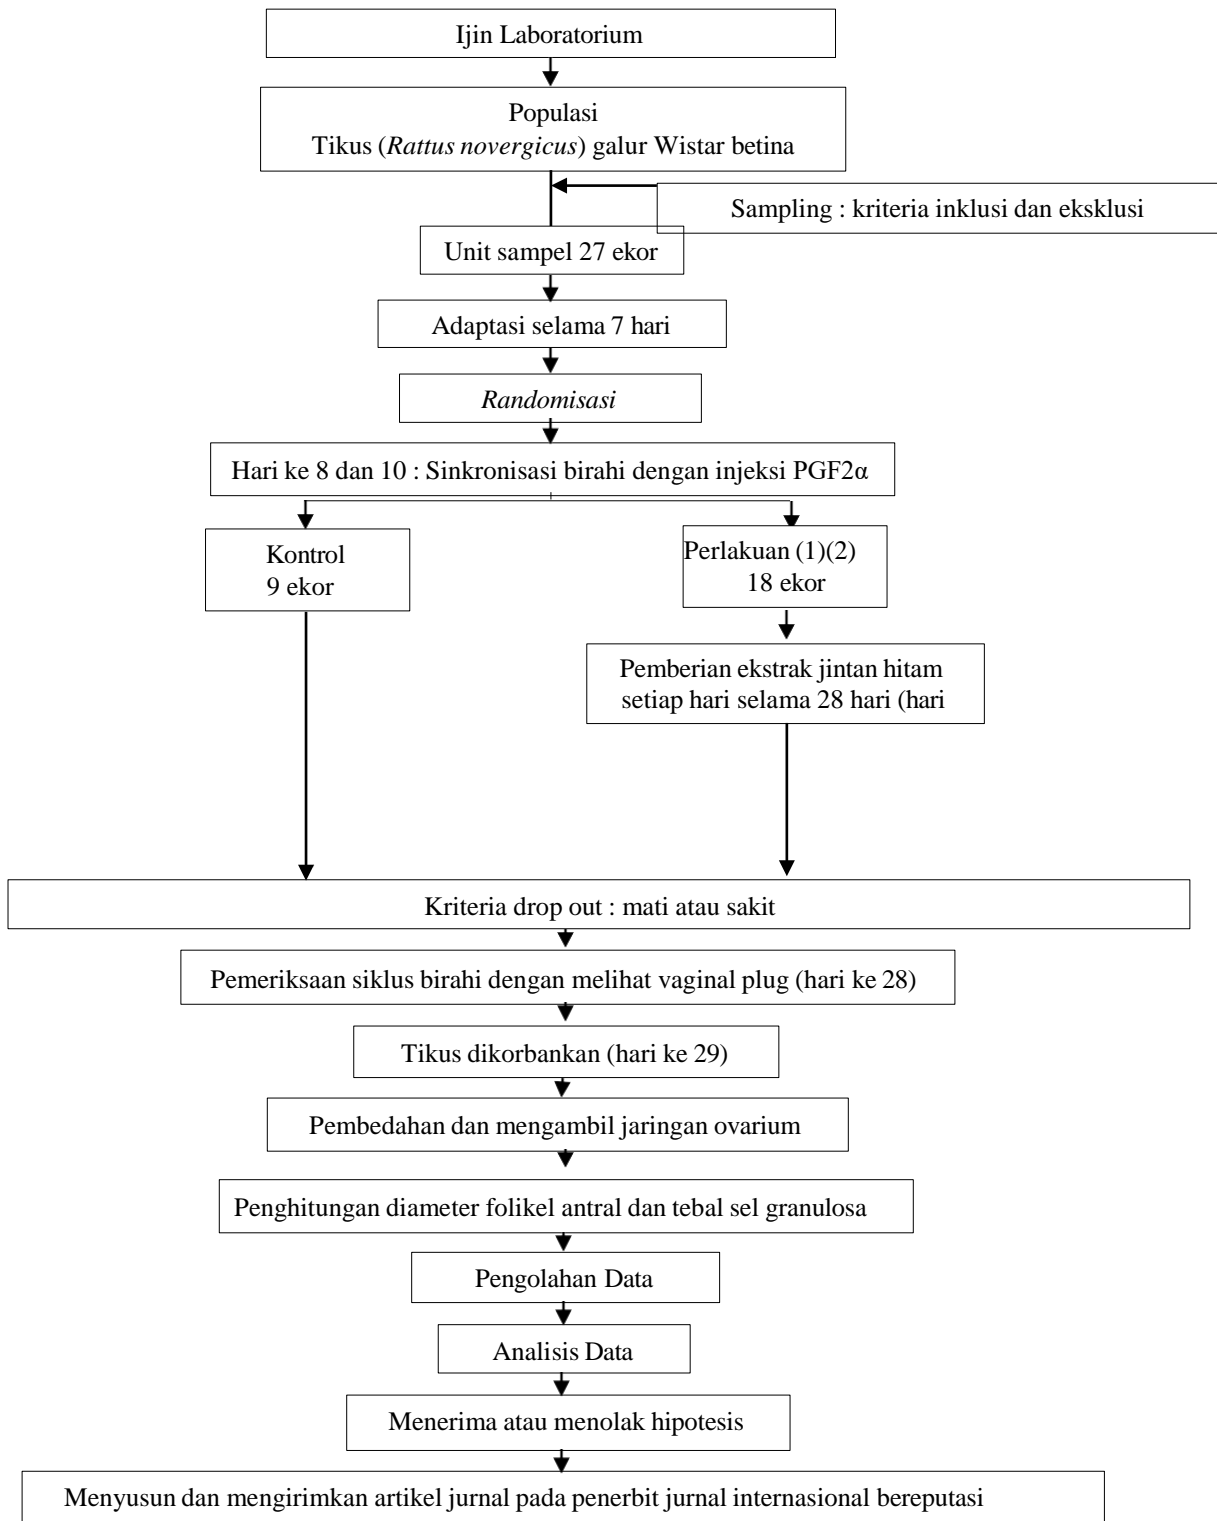 Ijin Laboratorium
Populasi
Tikus (Rattus novergicus) galur Wistar betina
Sampling : kriteria inklusi dan eksklusi
Unit sampel 27 ekor
Adaptasi selama 7 hari
Randomisasi
Hari ke 8 dan 10 : Sinkronisasi birahi dengan injeksi PGF2α
Kontrol
9 ekor
Perlakuan (1)(2)
18 ekor
Pemberian ekstrak jintan hitam
setiap hari selama 28 hari (hari
Kriteria drop out : mati atau sakit
Pemeriksaan siklus birahi dengan melihat vaginal plug (hari ke 28)
Tikus dikorbankan (hari ke 29)
Pembedahan dan mengambil jaringan ovarium
Penghitungan diameter folikel antral dan tebal sel granulosa
Pengolahan Data
Analisis Data
Menerima atau menolak hipotesis
Menyusun dan mengirimkan artikel jurnal pada penerbit jurnal internasional bereputasi